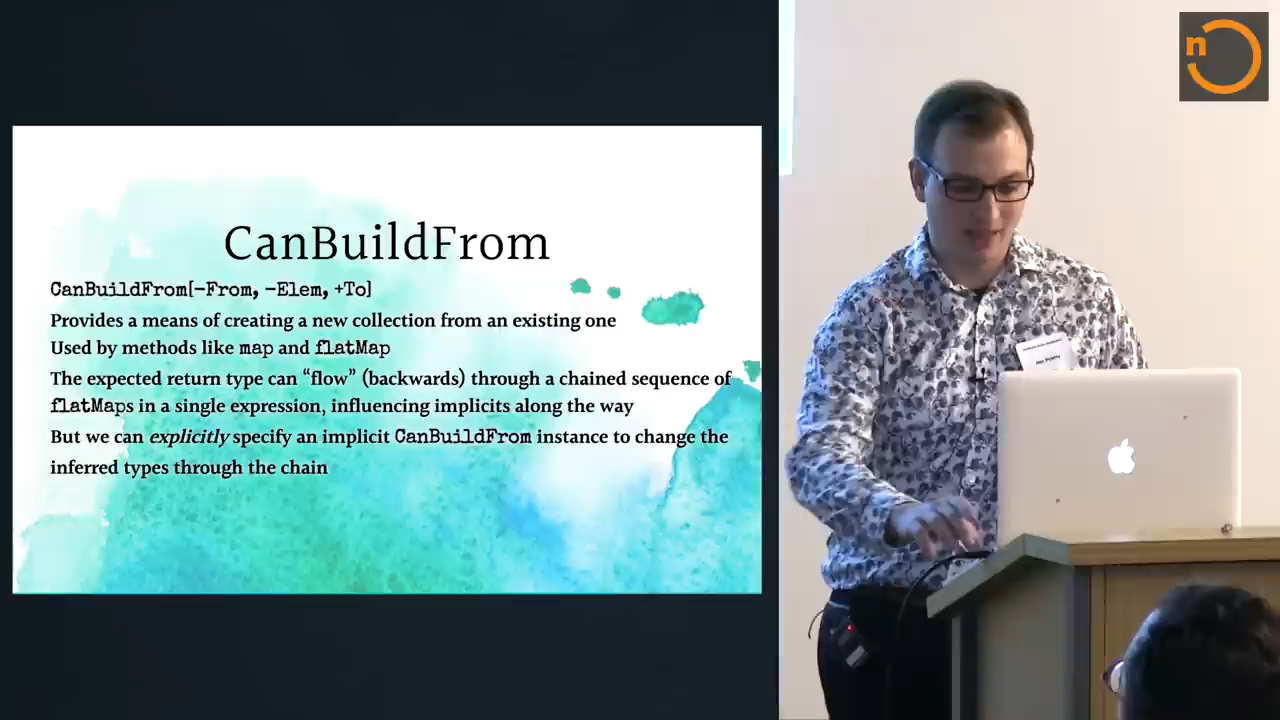 n
CanBuildFrom
CanBuildFrom[-From, -Elem, +To]
Provides a means of creating a new collection from an existing one
Used by methods like map and flatMap
The expected return type can “flow” (backwards) through a chained sequence of
flatMaps in a single expression, influencing implicits along the way
But we can explicitly specify an implicit CanBuildFrom instance to change the
inferred types through the chain